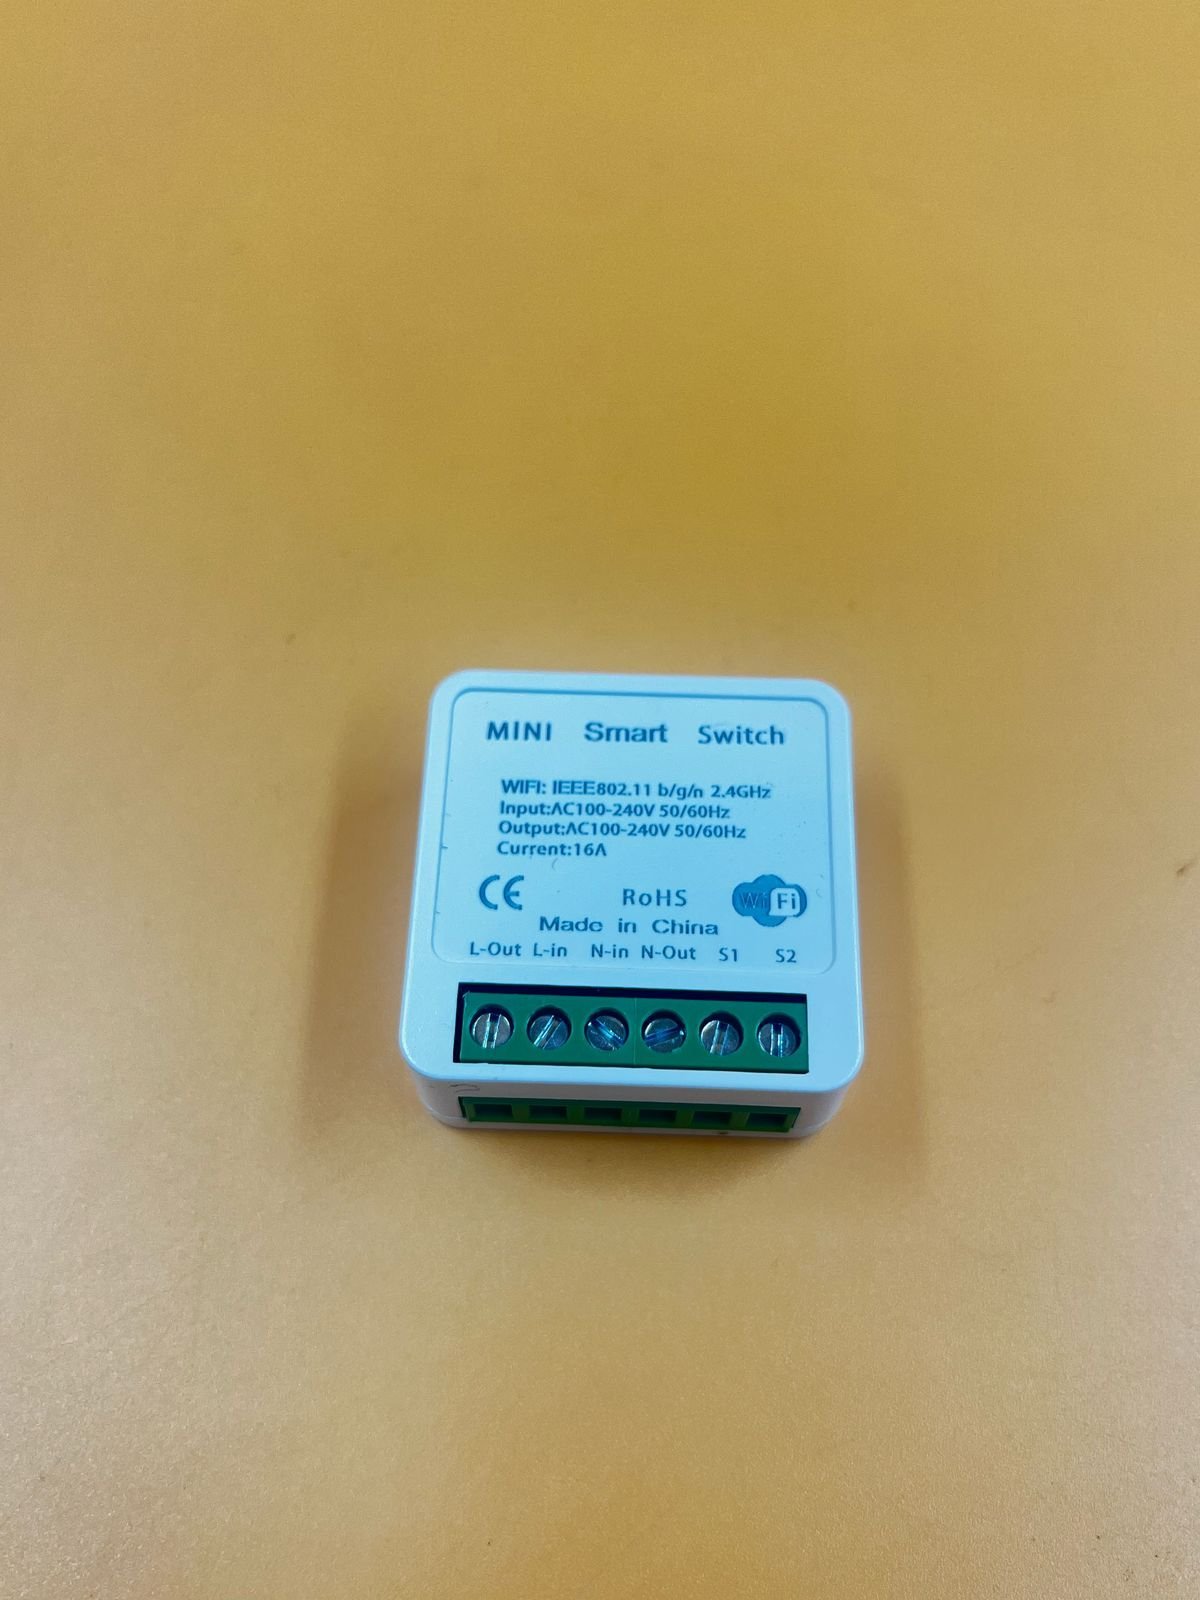 MINI Smart Switch
WIFI: IEEE802.11 b/g/n 2.4GHz
Input:AC100-240V 50/60Hz
Output:AC100-240V 50/60Hz
Current:16A
CE RoHS WiFi
Made in China
L-Out L-in N-in N-Out S1 S2